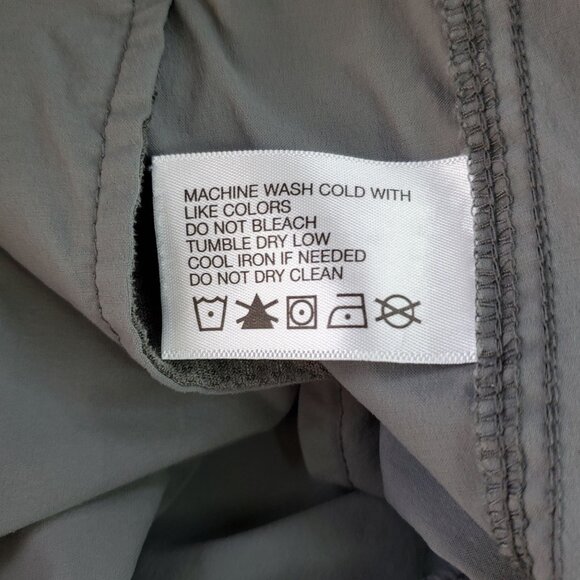 MACHINE WASH COLD WITH
LIKE COLORS
DO NOT BLEACH
TUMBLE DRY LOW
COOL IRON IF NEEDED
DO NOT DRY CLEAN